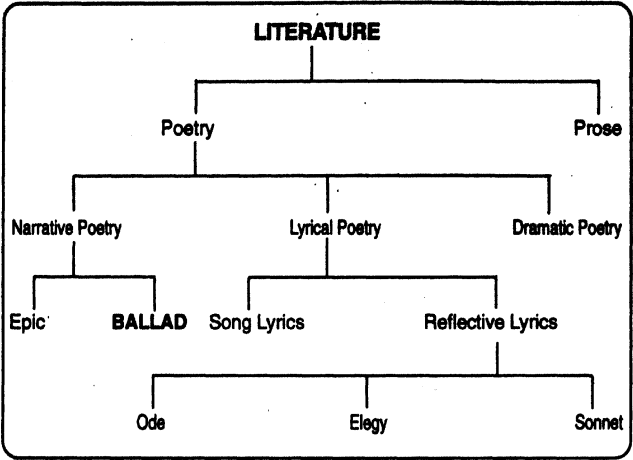 LITERATURE
Poetry Prose
Narrative Poetry Lyrical Poetry Dramatic Poetry
Epic BALLAD Song Lyrics Reflective Lyrics
Ode Elegy Sonnet